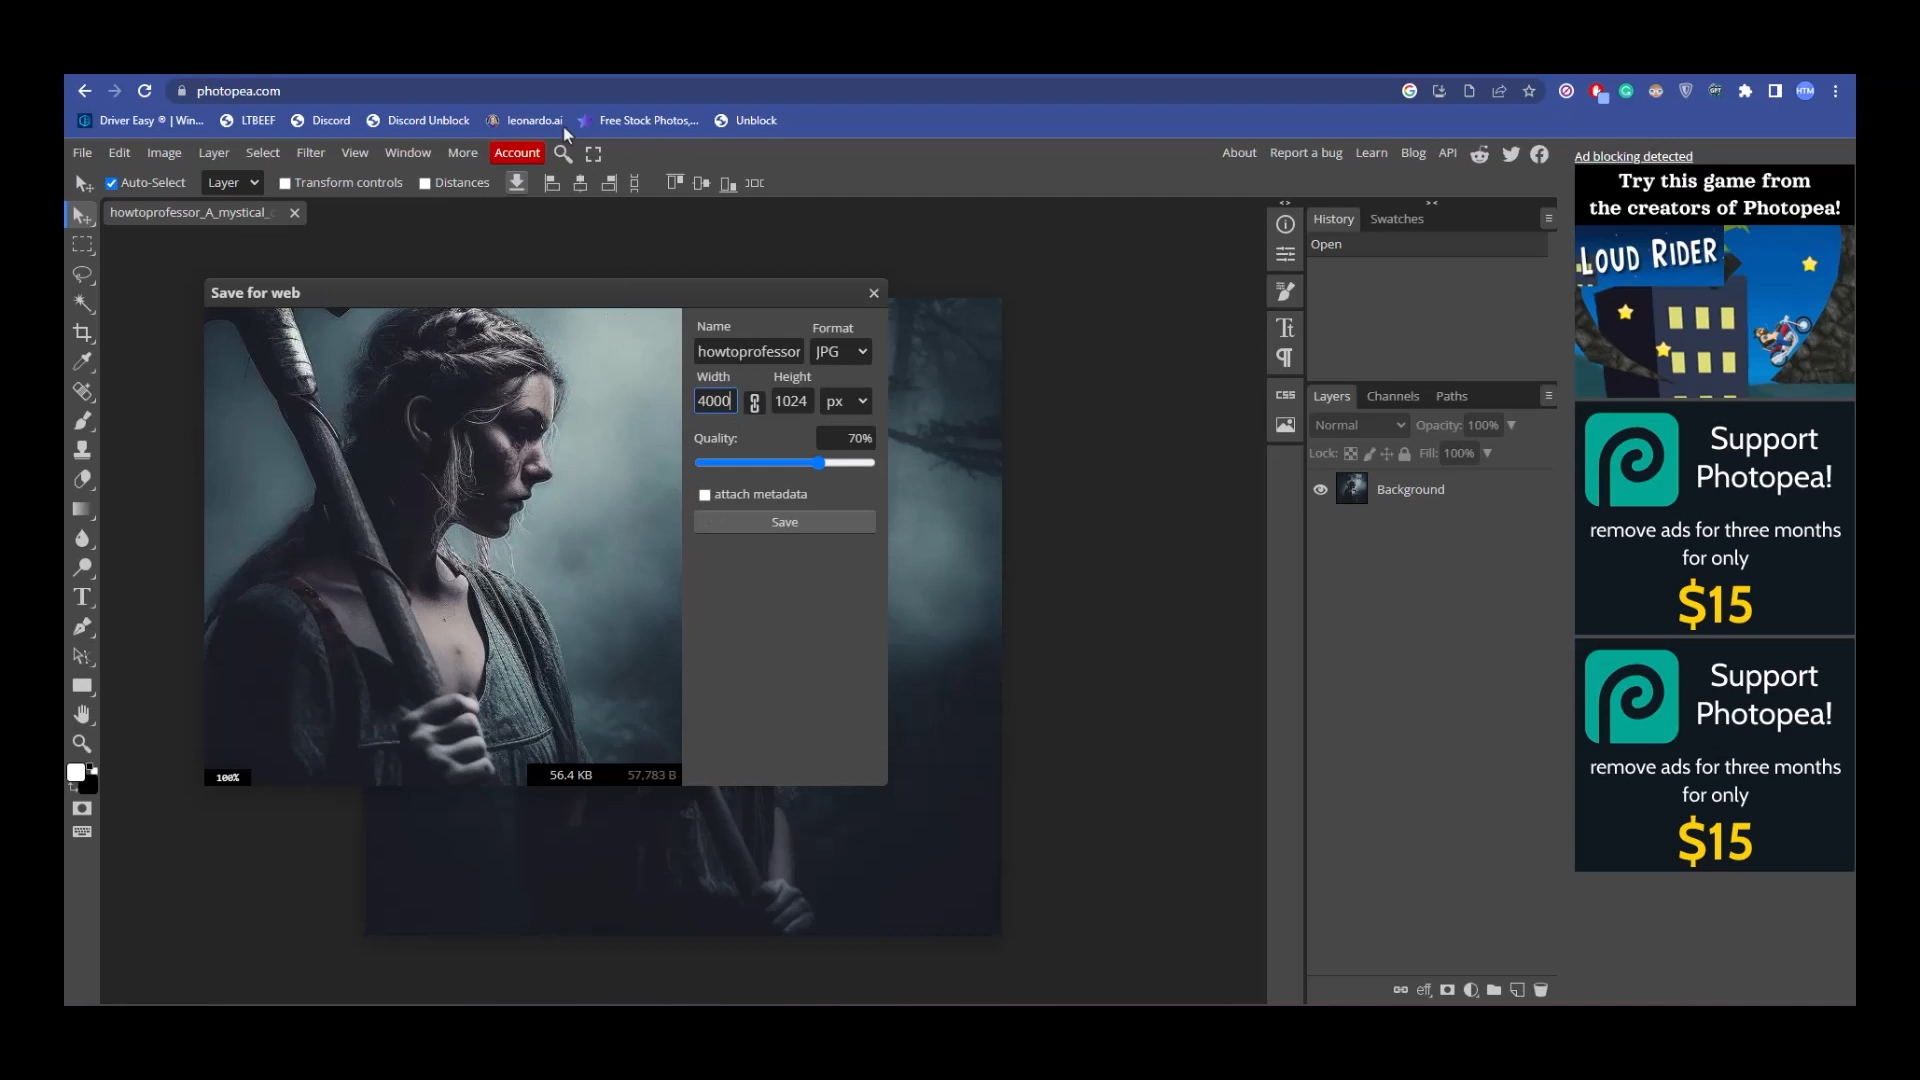 photopea.com
HTM
Driver Easy ® | Win...
LTBEEF
Discord
Discord Unblock
leonardo.ai
Free Stock Photos,...
Unblock
File Edit Image Layer Select Filter View Window More Account
About Report a bug Learn Blog API
Ad blocking detected
Auto-Select
Layer
Transform controls
Distances
Try this game from
the creators of Photopea!
howtoprofessor_A_mystical_
History Swatches
Open
LOUD RIDER
Save for web
Name
Format
howtoprofessor
JPG
Width
Height
4000
1024
px
Quality:
70%
attach metadata
Save
100%
56.4 KB
57,783 B
CSS
Layers Channels Paths
Normal
Opacity: 100%
Lock:
Fill: 100%
Background
eff
Support
Photopea!
remove ads for three months
for only
$15
Support
Photopea!
remove ads for three months
for only
$15